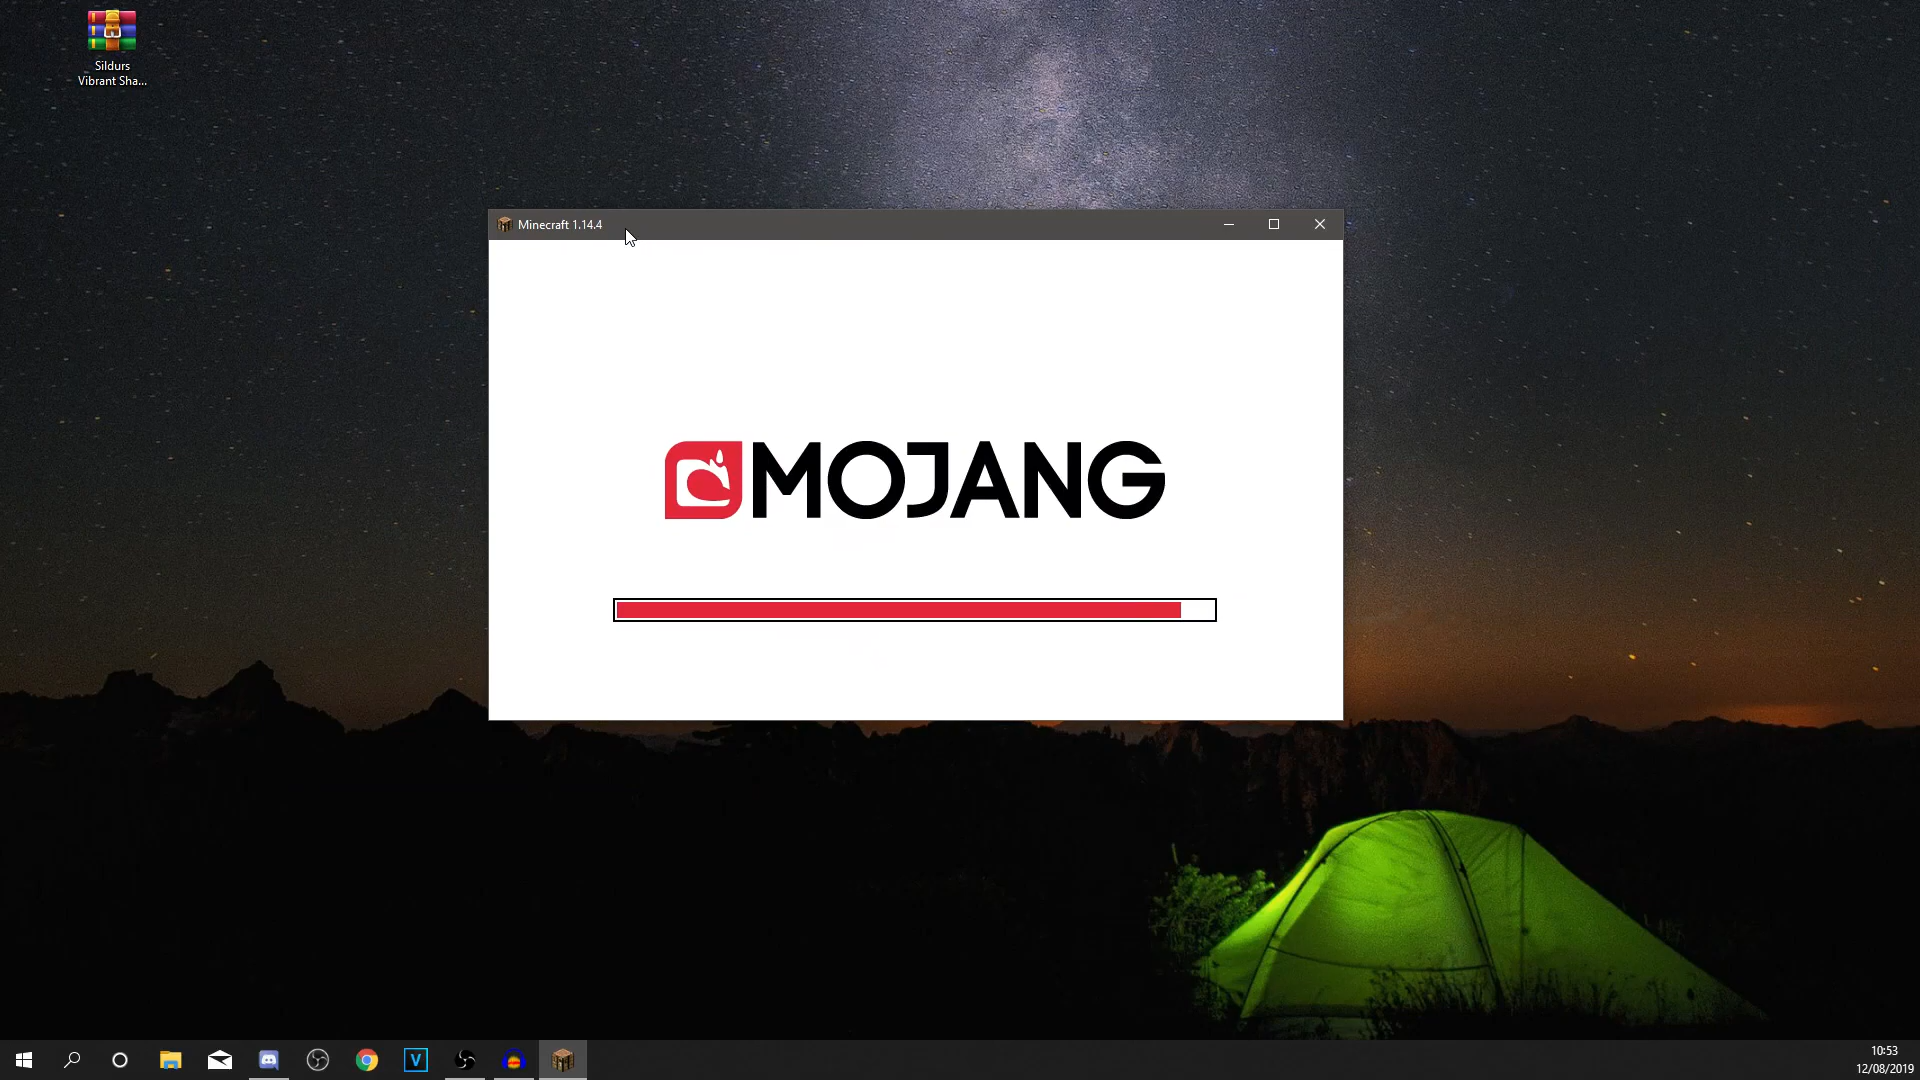 Sildurs
Vibrant Sha...
Minecraft 1.14.4
MOJANG
V
10:53
12/08/2019